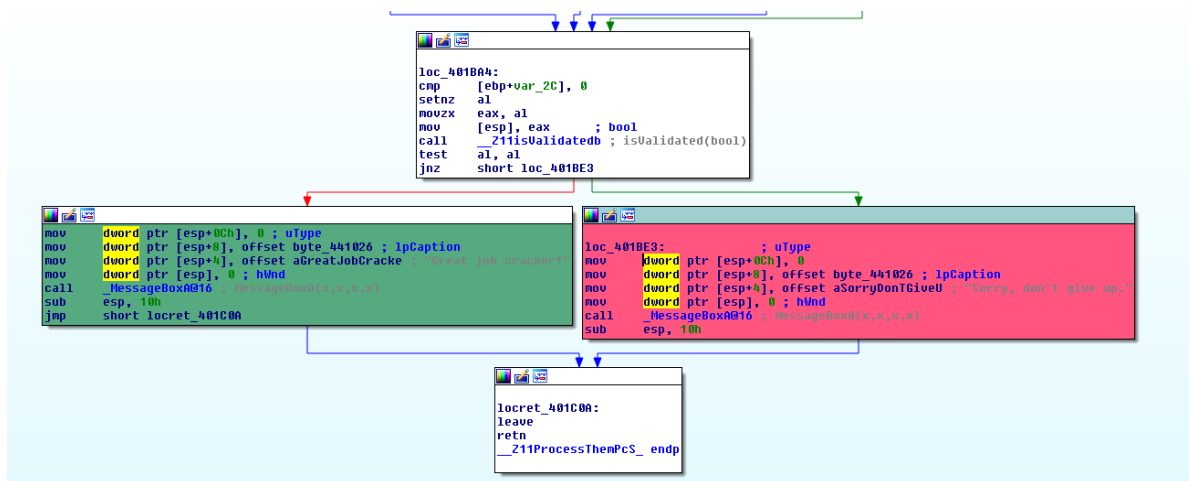 loc_401BA4:
cmp     [ebp+var_2C], 0
setnz   al
movzx   eax, al
mov     [esp], eax      ; bool
call    __Z11isValidatedb ; isValidated(bool)
test    al, al
jnz     short loc_401BE3
mov     dword ptr [esp+0Ch], 0 ; uType
mov     dword ptr [esp+8], offset byte_441026 ; lpCaption
mov     dword ptr [esp+4], offset aGreatJobCracke ; "Great job cracker!"
mov     dword ptr [esp], 0 ; hWnd
call    _MessageBoxA@16 ; MessageBoxA(x,x,x,x)
sub     esp, 10h
jmp     short locret_401C0A
loc_401BE3:             ; uType
mov     dword ptr [esp+0Ch], 0
mov     dword ptr [esp+8], offset byte_441026 ; lpCaption
mov     dword ptr [esp+4], offset aSorryDonTGiveU ; "Sorry, don't give up."
mov     dword ptr [esp], 0 ; hWnd
call    _MessageBoxA@16 ; MessageBoxA(x,x,x,x)
sub     esp, 10h
locret_401C0A:
leave
retn
__Z11ProcessThemPcS_ endp